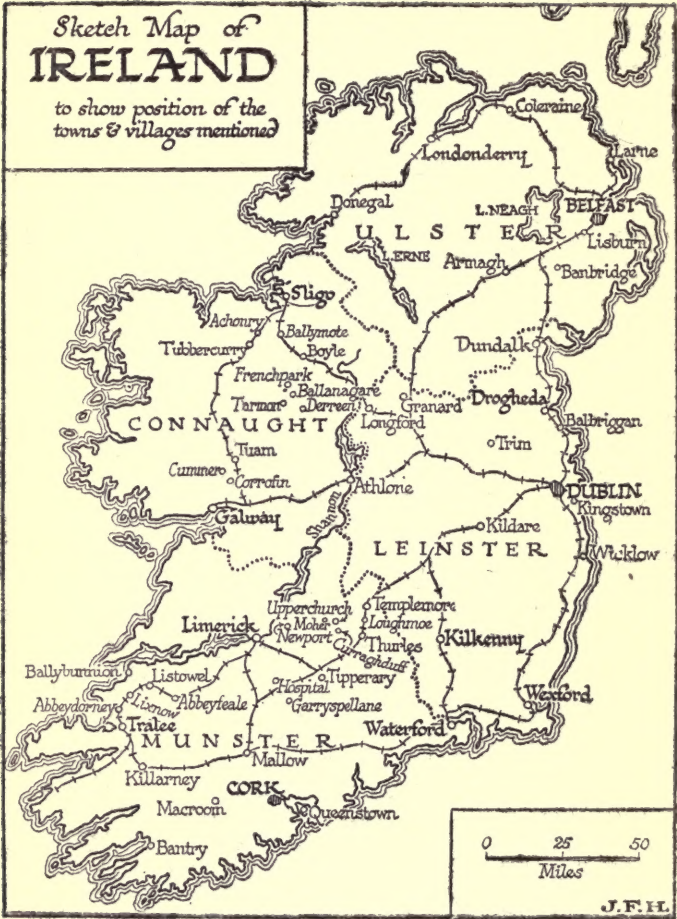 Sketch Map of
IRELAND
to show position of the
towns & villages mentioned
Coleraine
Londonderry
Larne
Donegal
L.NEAGH
BELFAST
ULSTER
Lisburn
L.ERNE
Armagh
Banbridge
Sligo
Achonry
Ballymote
Tubbercurry
Boyle
Dundalk
Frenchpark
Ballanagare
Tarmon
Derreen
Granard
Drogheda
CONNAUGHT
Longford
Balbriggan
Trim
Tuam
Cummer
Corrofin
Athlone
DUBLIN
Galway
Shannon
Kingstown
Kildare
LEINSTER
Wicklow
Upperchurch
Templemore
Limerick
Moher
Loughmoe
Newport
Thurles
Kilkenny
Curraghduff
Ballybunnion
Listowel
Tipperary
Hospital
Lixnow
Abbeyfeale
Abbeydorney
Garryspellane
Wexford
Tralee
Waterford
MUNSTER
Mallow
Killarney
CORK
Macroom
Queenstown
Bantry
0 25 50
Miles
J.F.H.